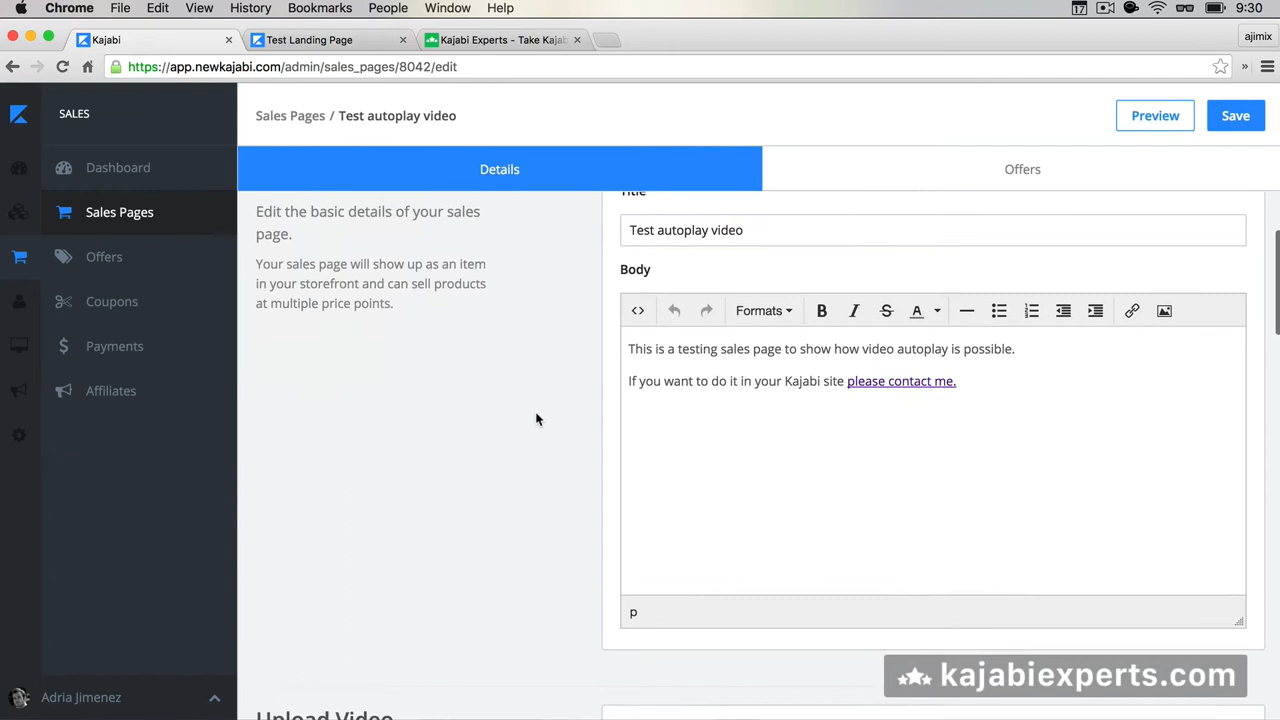 Chrome File Edit View History Bookmarks People Window Help 17 9:30
Kajabi Test Landing Page Kajabi Experts - Take Kajab ajimix
https://app.newkajabi.com/admin/sales_pages/8042/edit
SALES
Sales Pages / Test autoplay video
Preview
Save
Dashboard
Sales Pages
Offers
Coupons
Payments
Affiliates
Adria Jimenez
Details
Offers
Edit the basic details of your sales
page.
Your sales page will show up as an item
in your storefront and can sell products
at multiple price points.
Title
Test autoplay video
Body
Formats B I S A
This is a testing sales page to show how video autoplay is possible.
If you want to do it in your Kajabi site please contact me.
p
Upload Video
kajabiexperts.com